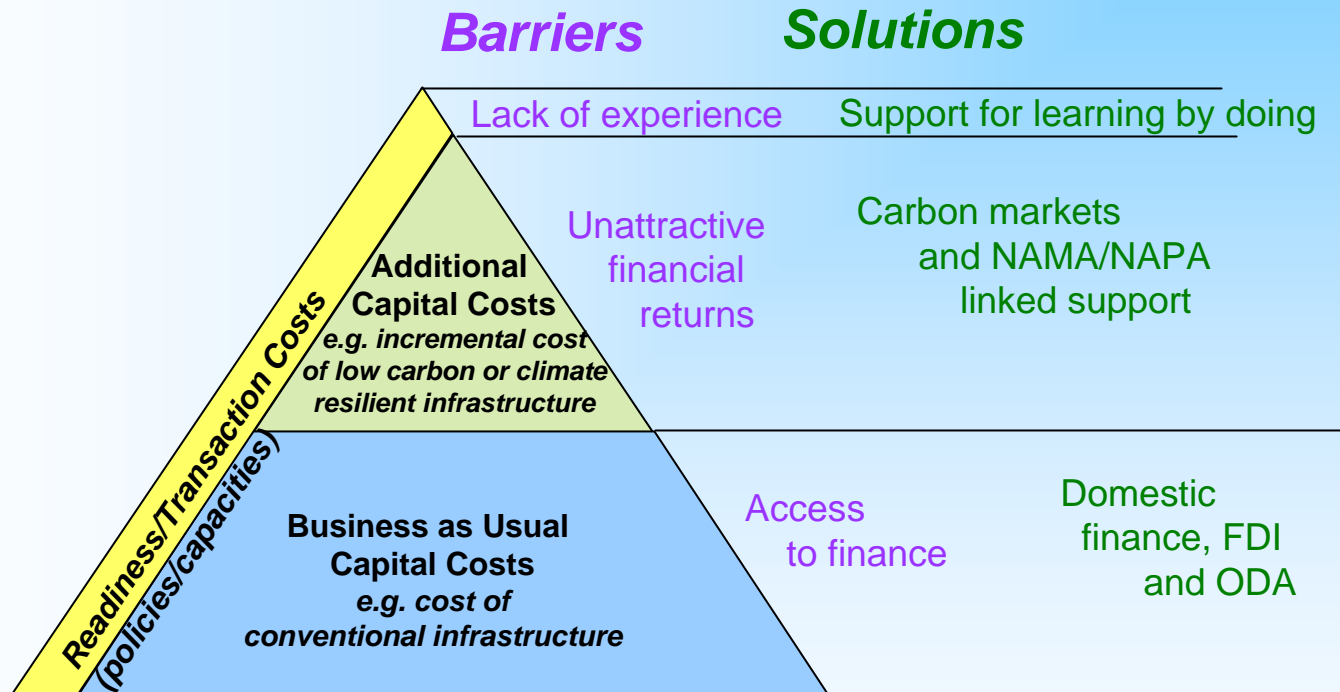 Barriers Solutions
Lack of experience Support for learning by doing
Unattractive
financial
returns
Carbon markets
and NAMA/NAPA
linked support
Additional
Capital Costs
e.g. incremental cost
of low carbon or climate
resilient infrastructure
Readiness/Transaction Costs
(policies/capacities)
Business as Usual
Capital Costs
e.g. cost of
conventional infrastructure
Access
to finance
Domestic
finance, FDI
and ODA